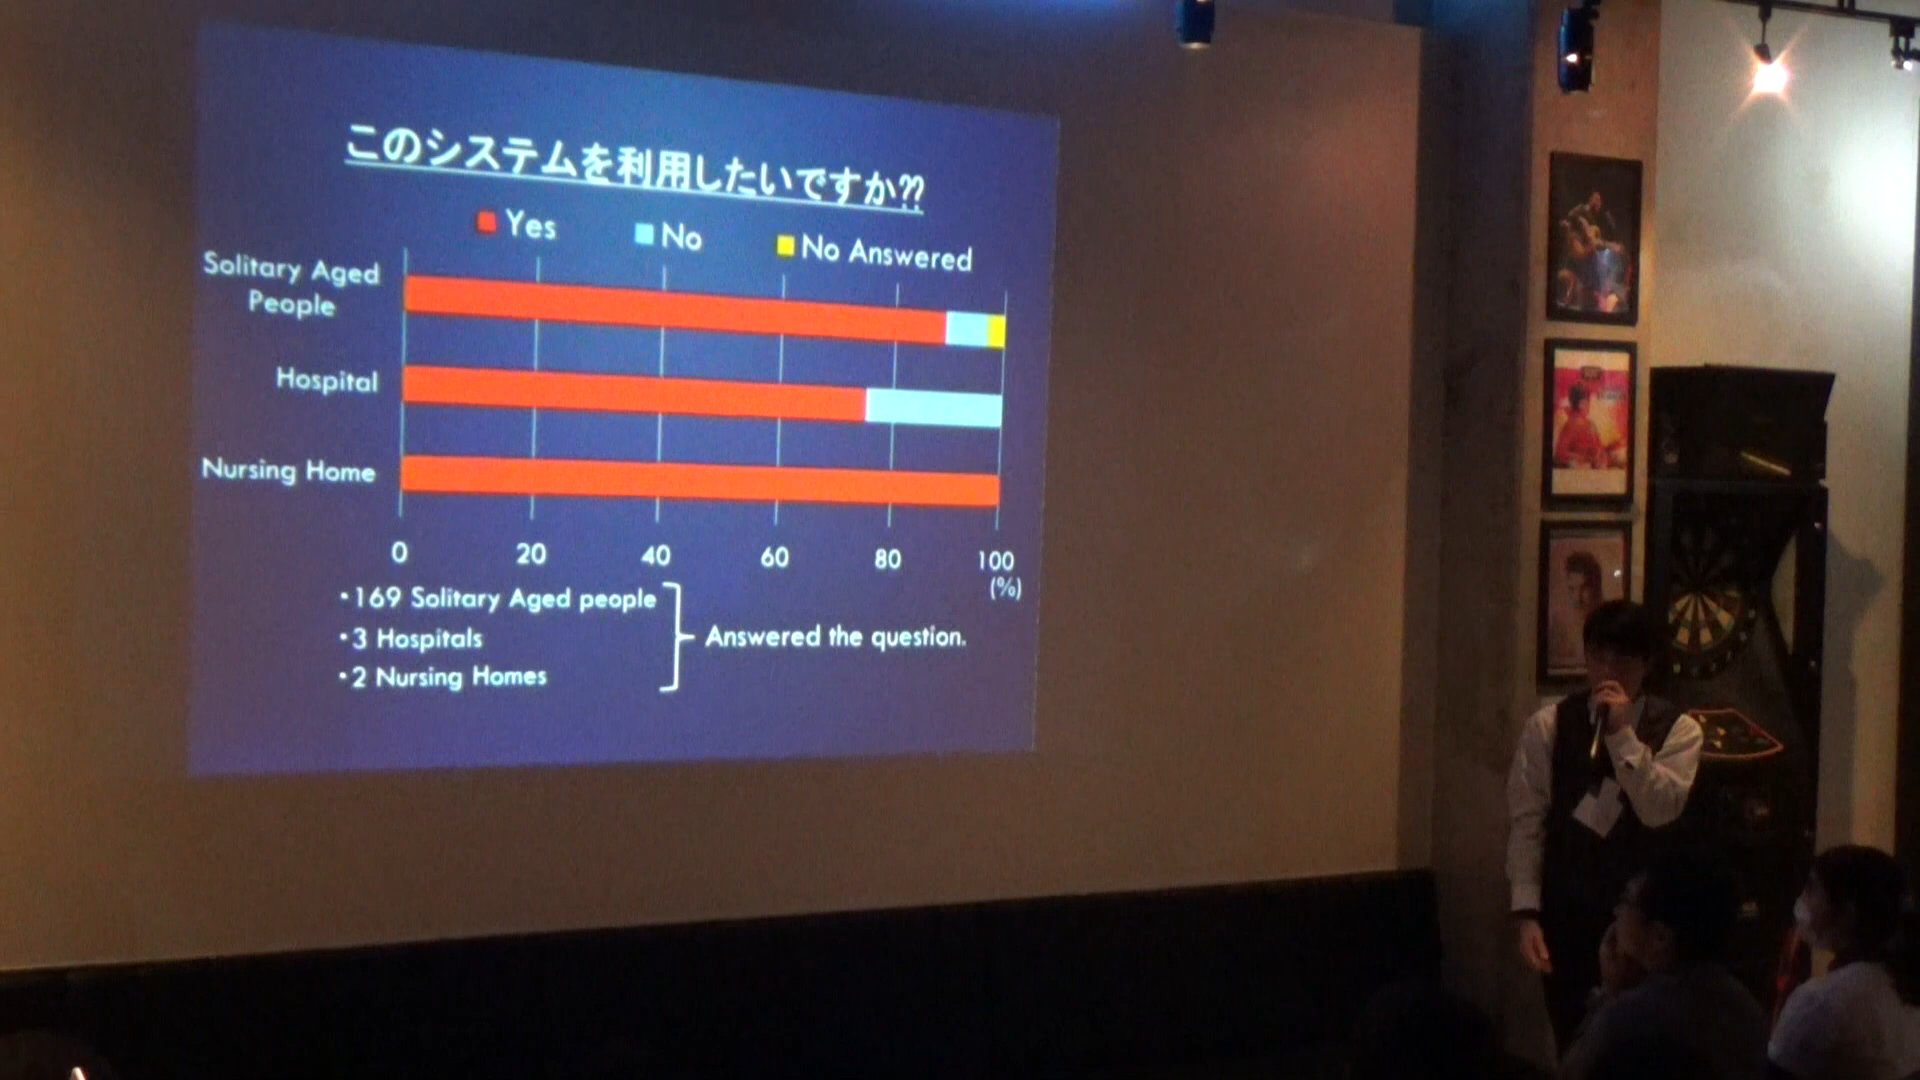 このシステムを利用したいですか??
Yes No No Answered
Solitary Aged
People
Hospital
Nursing Home
0 20 40 60 80 100
(%)
・169 Solitary Aged people
・3 Hospitals
・2 Nursing Homes
Answered the question.